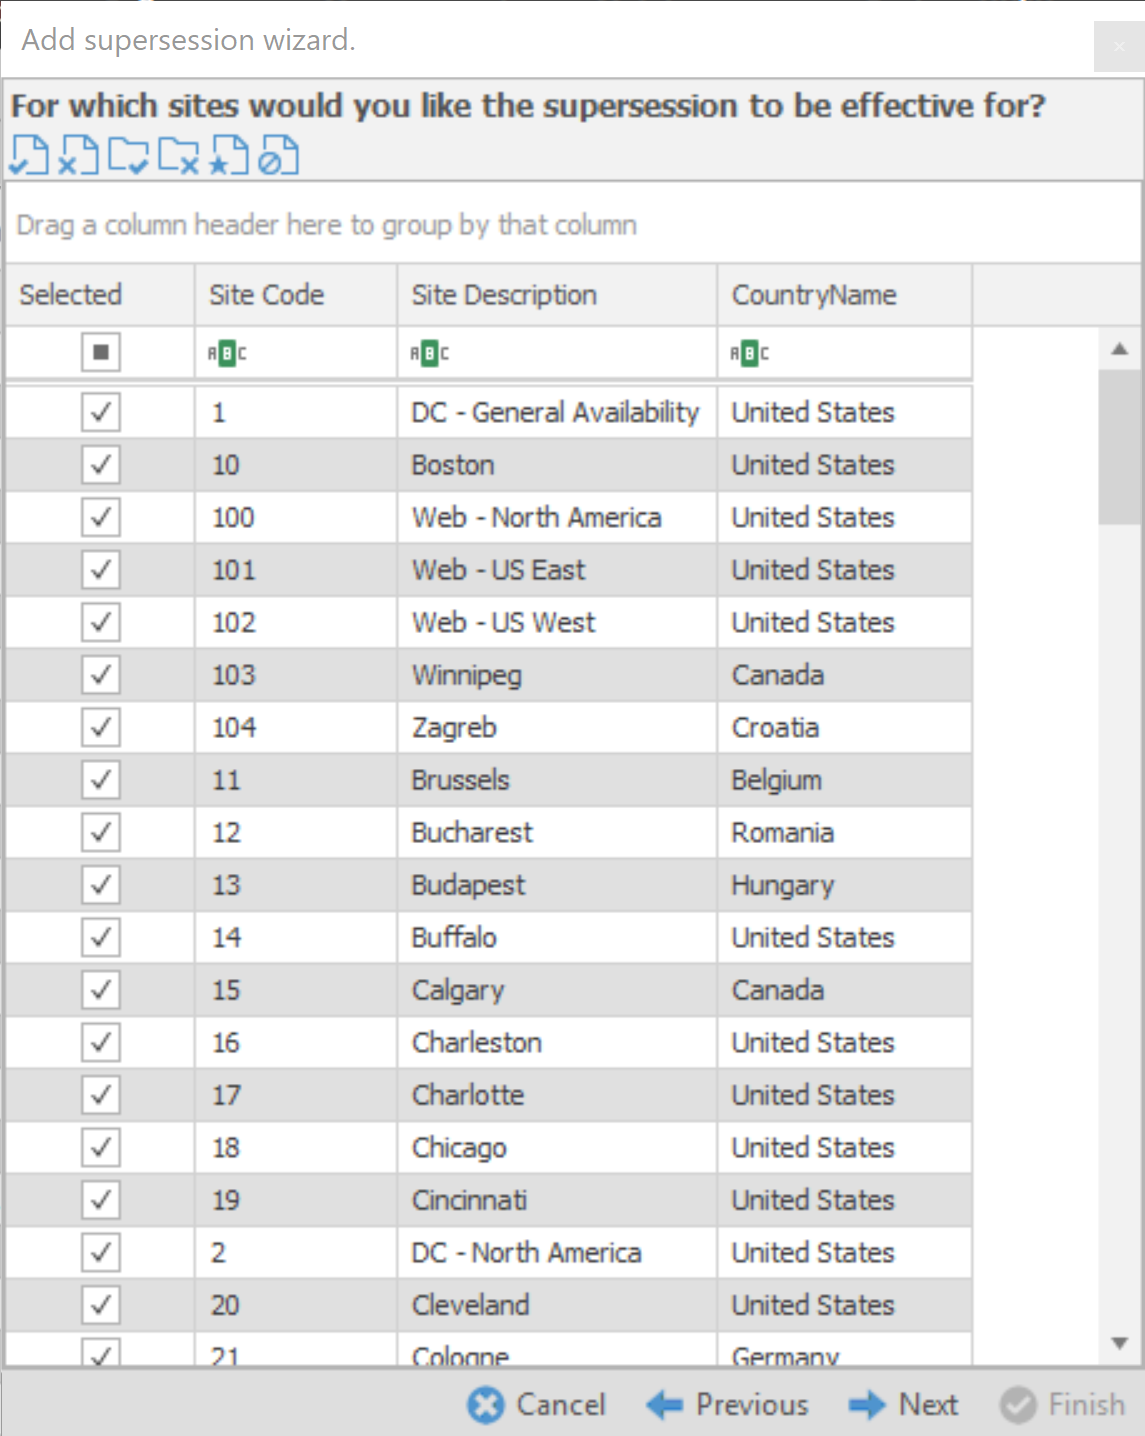 Add supersession wizard.
For which sites would you like the supersession to be effective for?
Drag a column header here to group by that column
Selected Site Code Site Description CountryName
ABC ABC ABC
1 DC - General Availability United States
10 Boston United States
100 Web - North America United States
101 Web - US East United States
102 Web - US West United States
103 Winnipeg Canada
104 Zagreb Croatia
11 Brussels Belgium
12 Bucharest Romania
13 Budapest Hungary
14 Buffalo United States
15 Calgary Canada
16 Charleston United States
17 Charlotte United States
18 Chicago United States
19 Cincinnati United States
2 DC - North America United States
20 Cleveland United States
21 Cologne Germany
Cancel Previous Next Finish